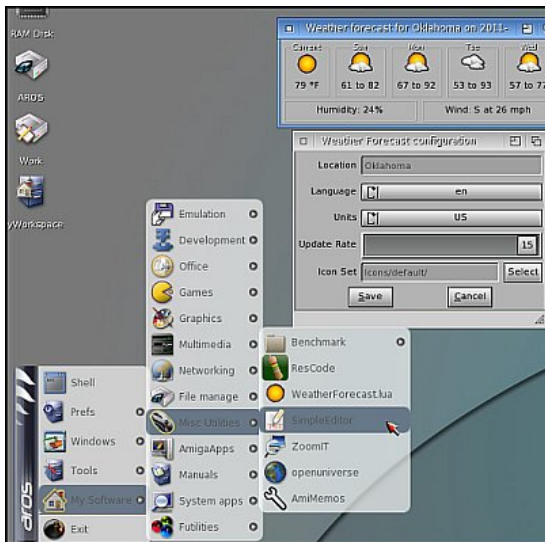 RAM Disk
AROS
Work
yWorkspace
Weather forecast for Oklahoma on 2011-
Current
Sun
Mon
Tue
Wed
79 °F
61 to 82
67 to 92
53 to 93
57 to 77
Humidity: 24%
Wind: S at 26 mph
Weather Forecast configuration
Location
Oklahoma
Language
en
Units
US
Update Rate
15
Icon Set
Icons/default/
Select
Save
Cancel
Emulation
Development
Office
Games
Graphics
Multimedia
Networking
File manage
Misc Utilities
AmigaApps
Manuals
System apps
Futilities
Benchmark
ResCode
WeatherForecast.lua
SimpleEditor
ZoomIT
openuniverse
AmiMemos
Shell
Prefs
Windows
Tools
My Software
Exit
aros